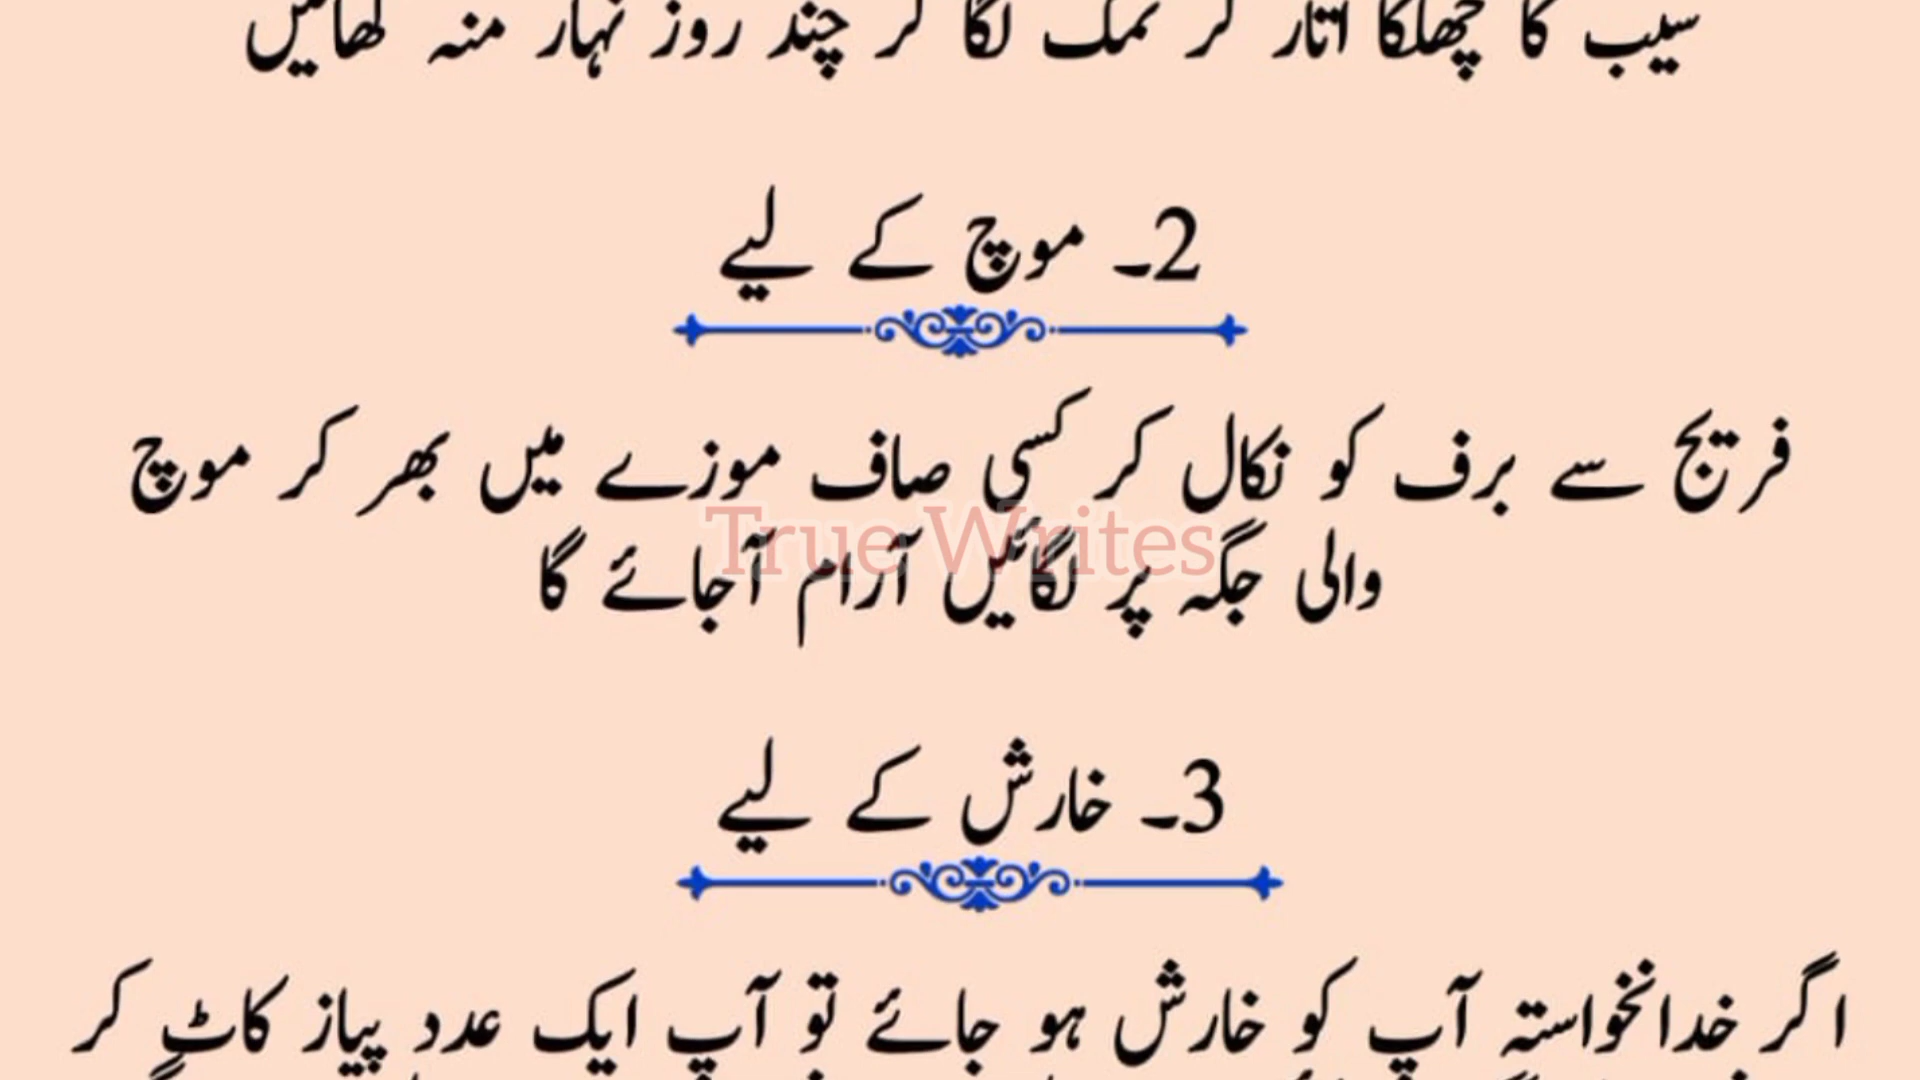 سیب کا چھلکا اتار کر نمک لگا کر چند روز نہار منہ کھائیں
2۔ موچ کے لیے
فریج سے برف کو نکال کر کسی صاف موزے میں بھر کر موچ
والی جگہ پر لگائیں آرام آجائے گا
True Writes
3۔ خارش کے لیے
اگر خدانخواستہ آپ کو خارش ہو جائے تو آپ ایک عدد پیاز کاٹ کر